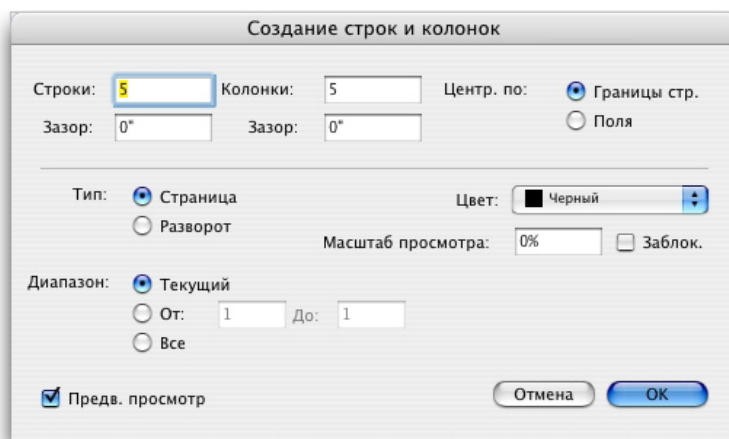 Создание строк и колонок
Строки: 5 Колонки: 5 Центр. по: Границы стр.
Зазор: 0" Зазор: 0" Поля
Тип: Страница Цвет: Черный
Разворот
Масштаб просмотра: 0% Заблок.
Диапазон: Текущий
От: 1 До: 1
Все
Предв. просмотр Отмена OK